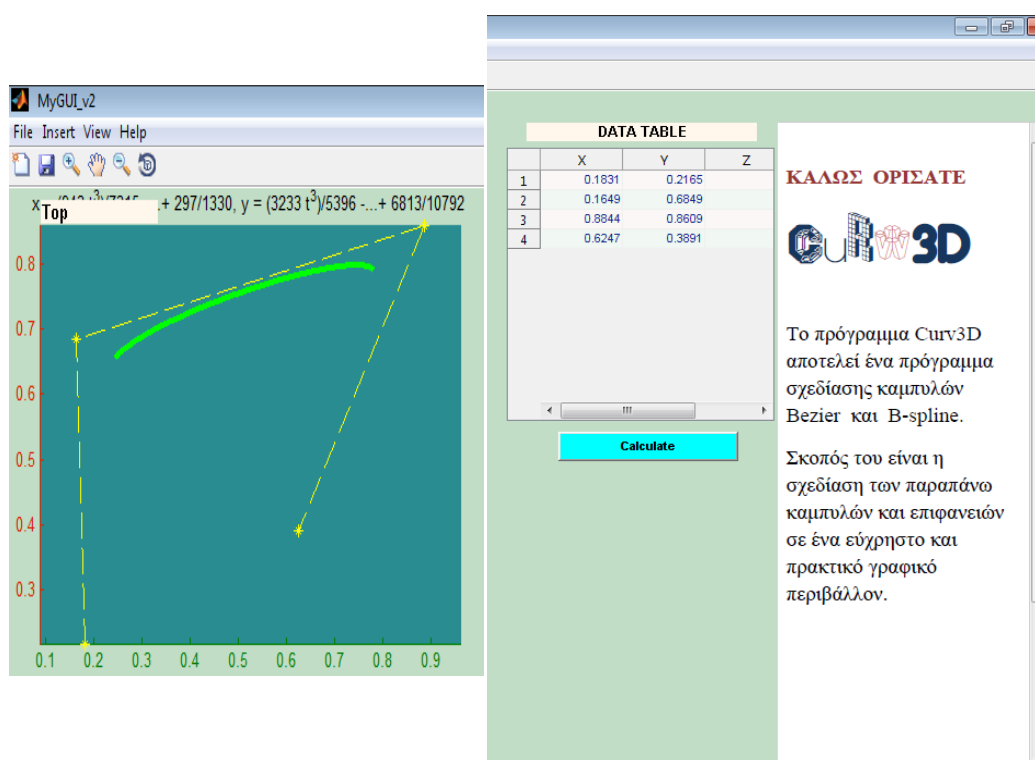 MyGUI_v2
File Insert View Help
Top
+ 297/1330, y = (3233 t^3)/5396 -...+ 6813/10792
0.8
0.7
0.6
0.5
0.4
0.3
0.1 0.2 0.3 0.4 0.5 0.6 0.7 0.8 0.9
DATA TABLE
X Y Z
1 0.1831 0.2165
2 0.1649 0.6849
3 0.8844 0.8609
4 0.6247 0.3891
Calculate
ΚΑΛΩΣ ΟΡΙΣΑΤΕ
CURV3D
Το πρόγραμμα Curv3D
αποτελεί ένα πρόγραμμα
σχεδίασης καμπυλών
Bezier και B-spline.
Σκοπός του είναι η
σχεδίαση των παραπάνω
καμπυλών και επιφανειών
σε ένα εύχρηστο και
πρακτικό γραφικό
περιβάλλον.